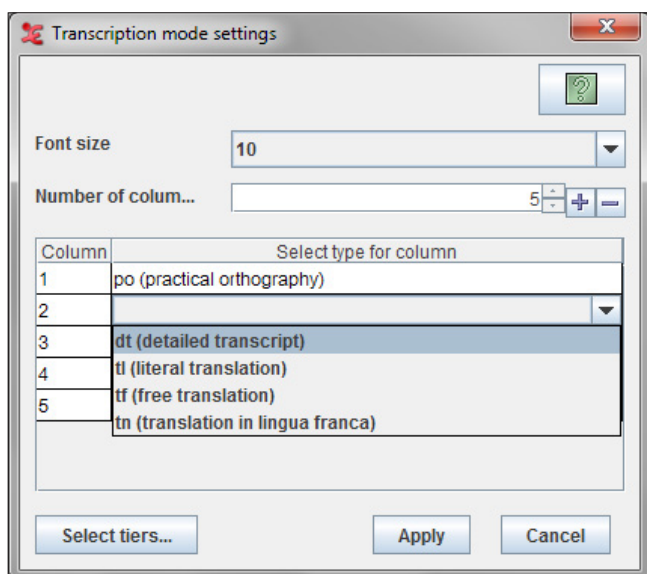 Transcription mode settings
Font size
10
Number of colum...
5
Column Select type for column
1 po (practical orthography)
2
3 dt (detailed transcript)
4 tl (literal translation)
5 tf (free translation)
tn (translation in lingua franca)
Select tiers... Apply Cancel